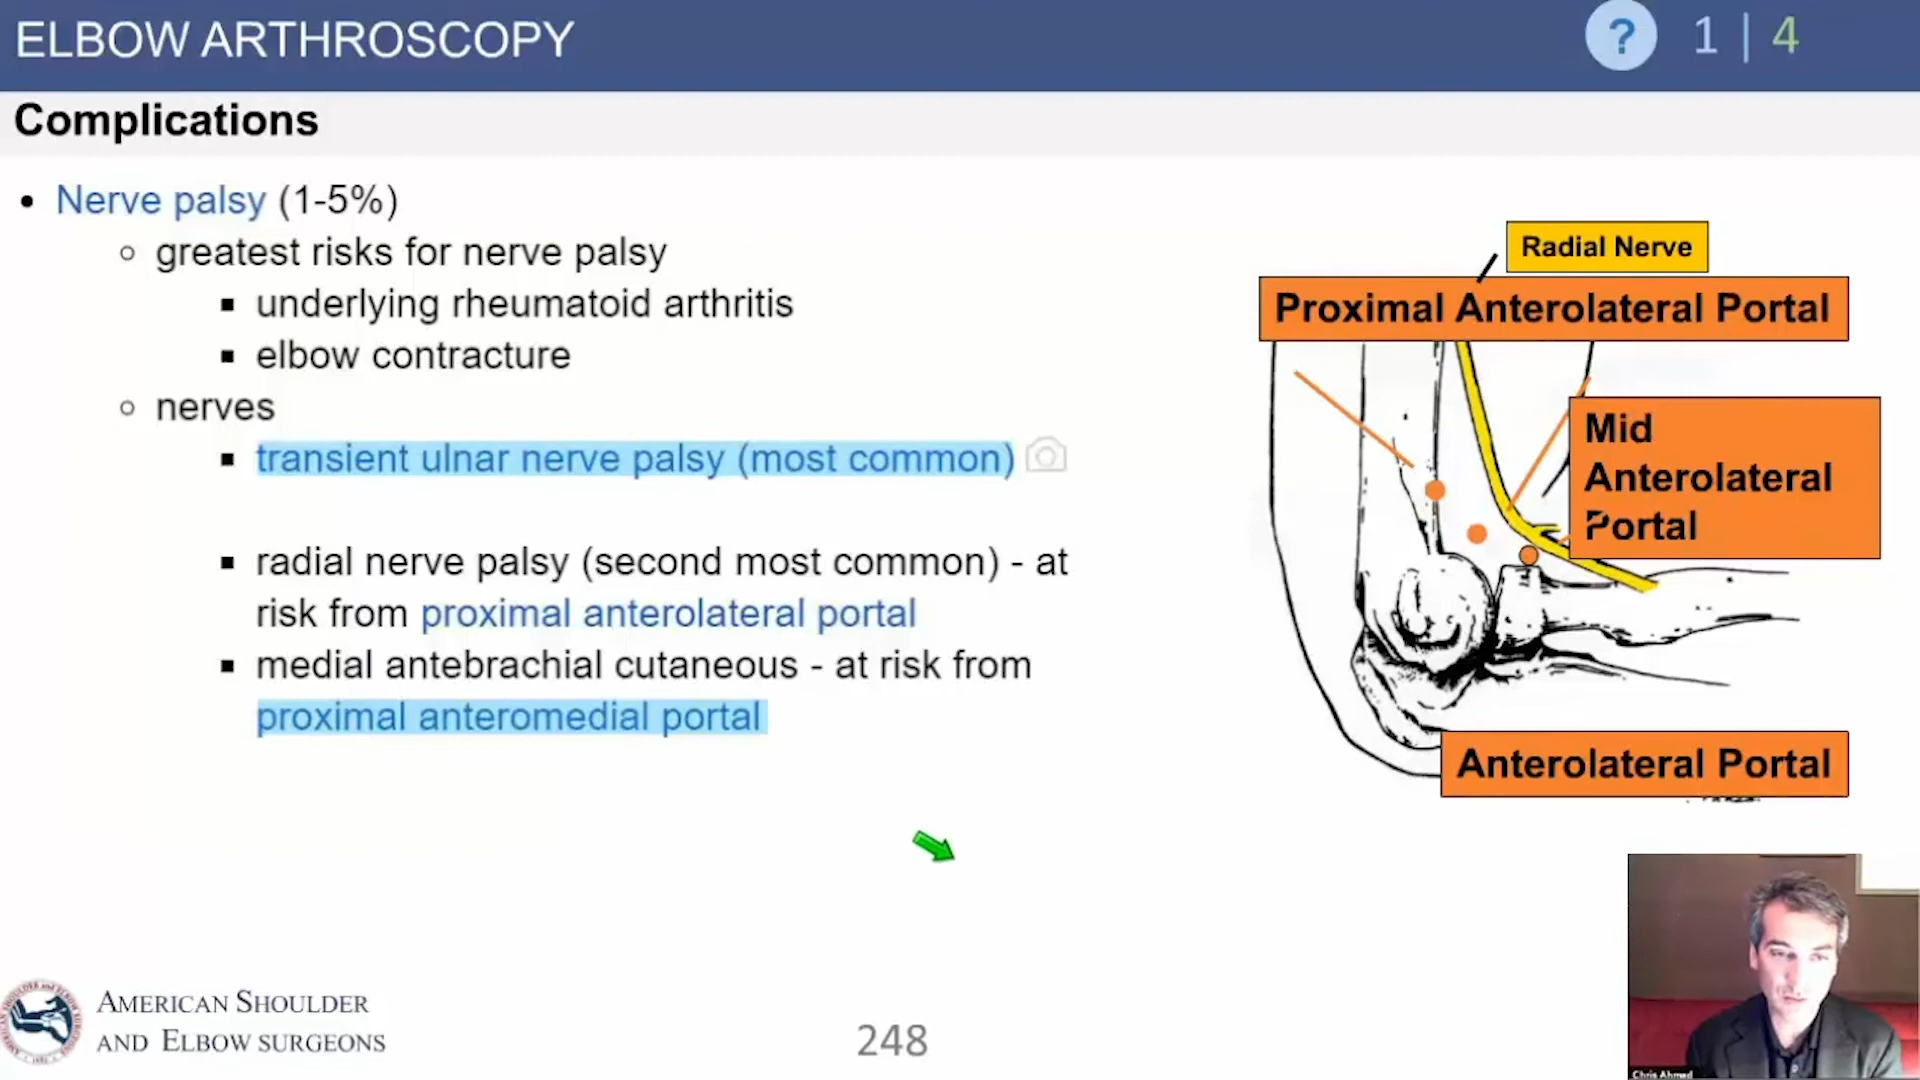 ELBOW ARTHROSCOPY
? 1 | 4
Complications
• Nerve palsy (1-5%)
greatest risks for nerve palsy
underlying rheumatoid arthritis
elbow contracture
nerves
transient ulnar nerve palsy (most common)
radial nerve palsy (second most common) - at
risk from proximal anterolateral portal
medial antebrachial cutaneous - at risk from
proximal anteromedial portal
Radial Nerve
Proximal Anterolateral Portal
Mid
Anterolateral
Portal
Anterolateral Portal
AMERICAN SHOULDER
AND ELBOW SURGEONS
248
Chris Ahmad